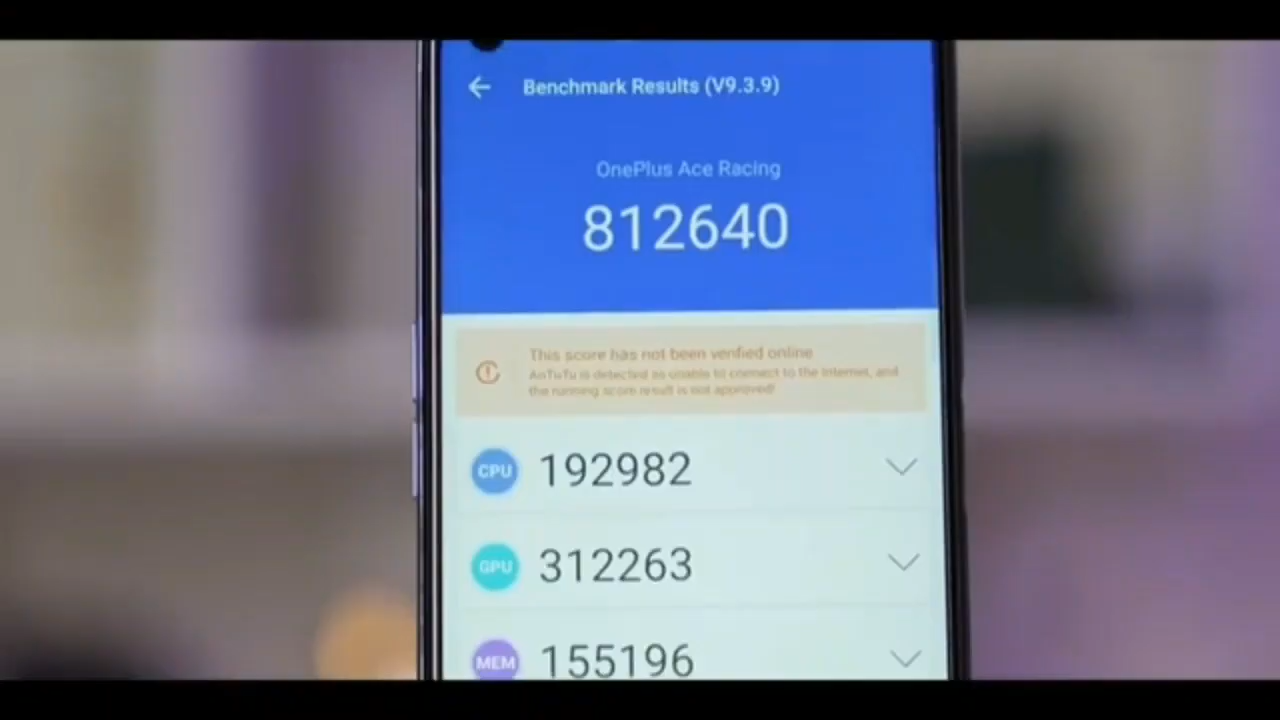 Benchmark Results (V9.3.9)
OnePlus Ace Racing
812640
This score has not been verified online
AnTuTu is detected as unable to connect to the Internet, and
the running score result is not approved!
CPU 192982
GPU 312263
MEM 155196